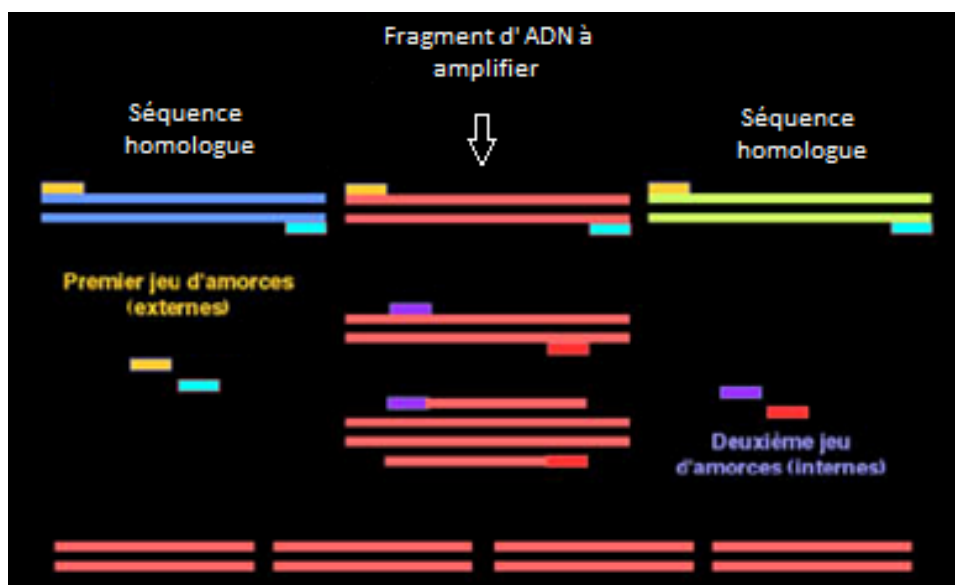 Fragment d' ADN à
amplifier
Séquence
homologue
Séquence
homologue
Premier jeu d'amorces
(externes)
Deuxième jeu
d'amorces (internes)